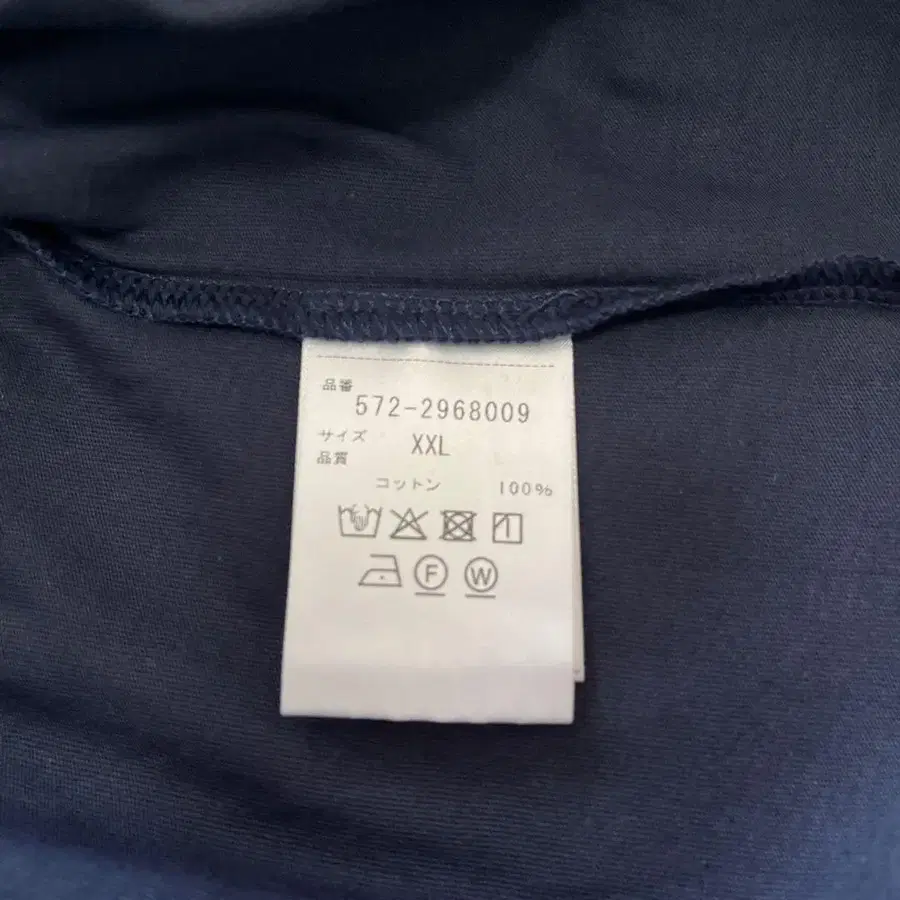 品番
572-2968009
サイズ XXL
品質
コットン 100%
F W